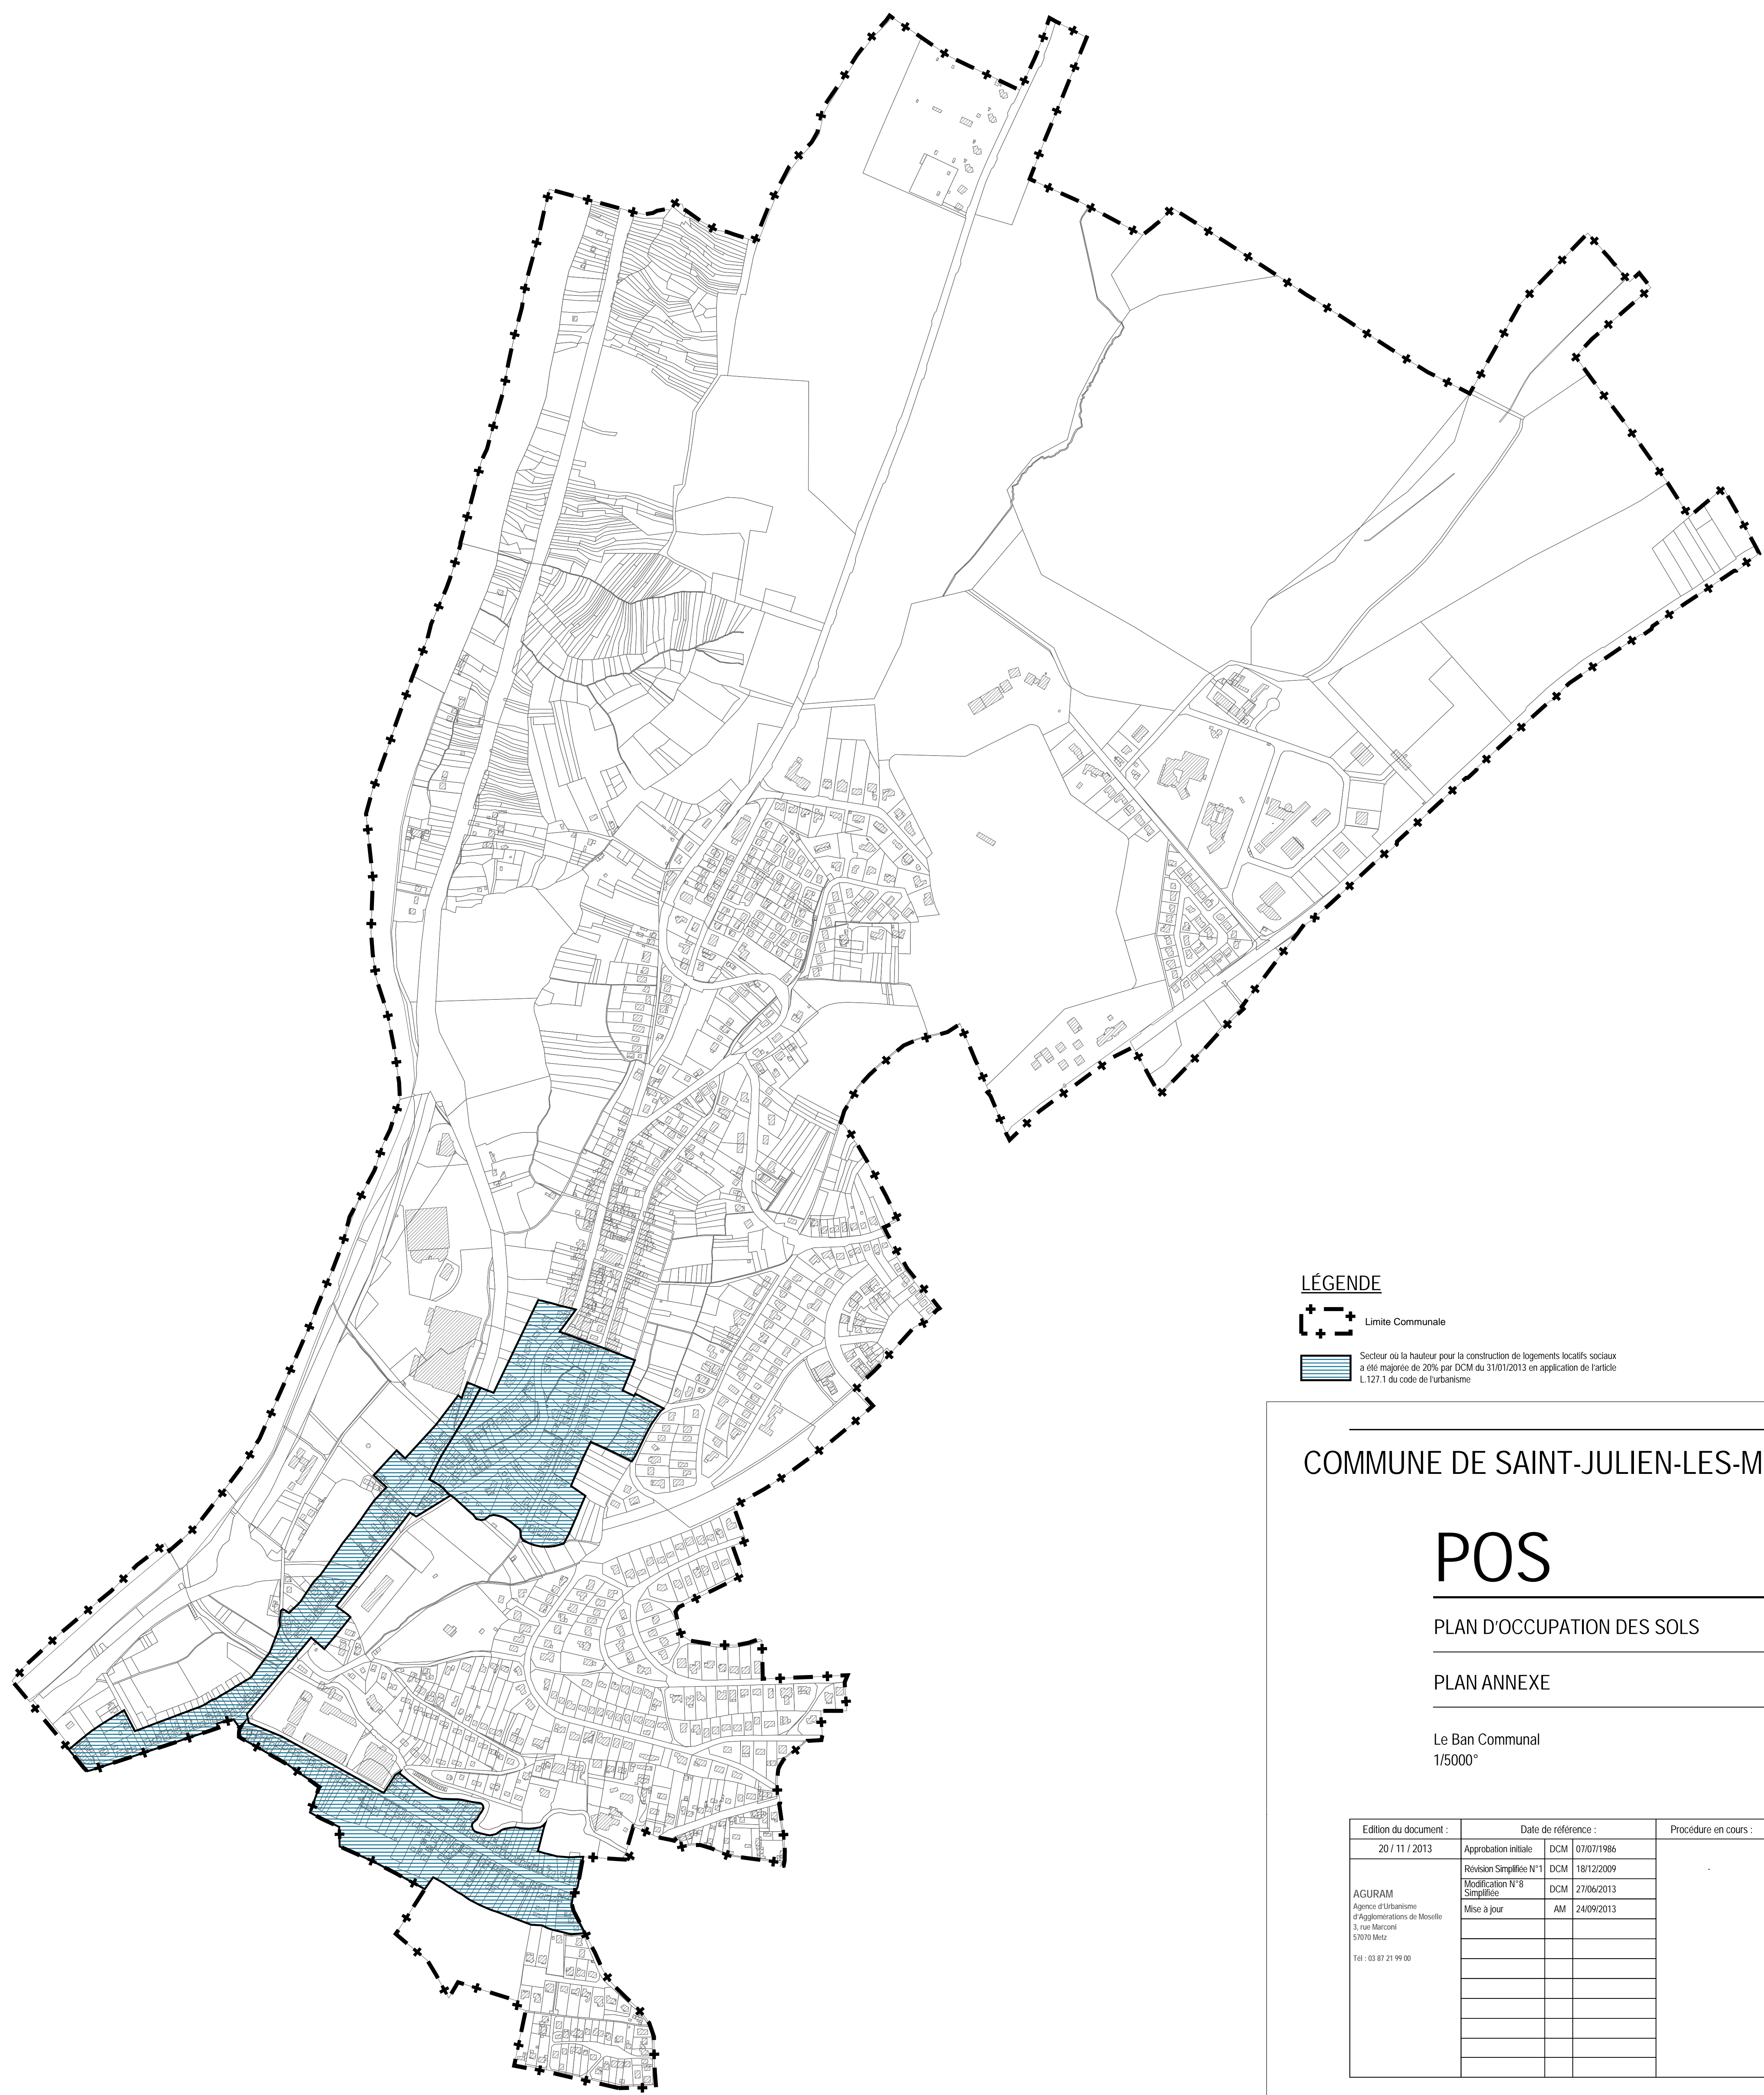 LÉGENDE
Limite Communale
Secteur où la hauteur pour la construction de logements locatifs sociaux
a été majorée de 20% par DCM du 31/01/2013 en application de l'article
L.127.1 du code de l'urbanisme
COMMUNE DE SAINT-JULIEN-LES-M
POS
PLAN D'OCCUPATION DES SOLS
PLAN ANNEXE
Le Ban Communal
1/5000°
Edition du document : Date de référence : Procédure en cours :
20 / 11 / 2013 Approbation initiale DCM 07/07/1986
Révision Simplifiée N°1 DCM 18/12/2009 -
Modification N°8
Simplifiée DCM 27/06/2013
Mise à jour AM 24/09/2013
AGURAM
Agence d'Urbanisme
d'Agglomérations de Moselle
3, rue Marconi
57070 Metz
Tél : 03 87 21 99 00